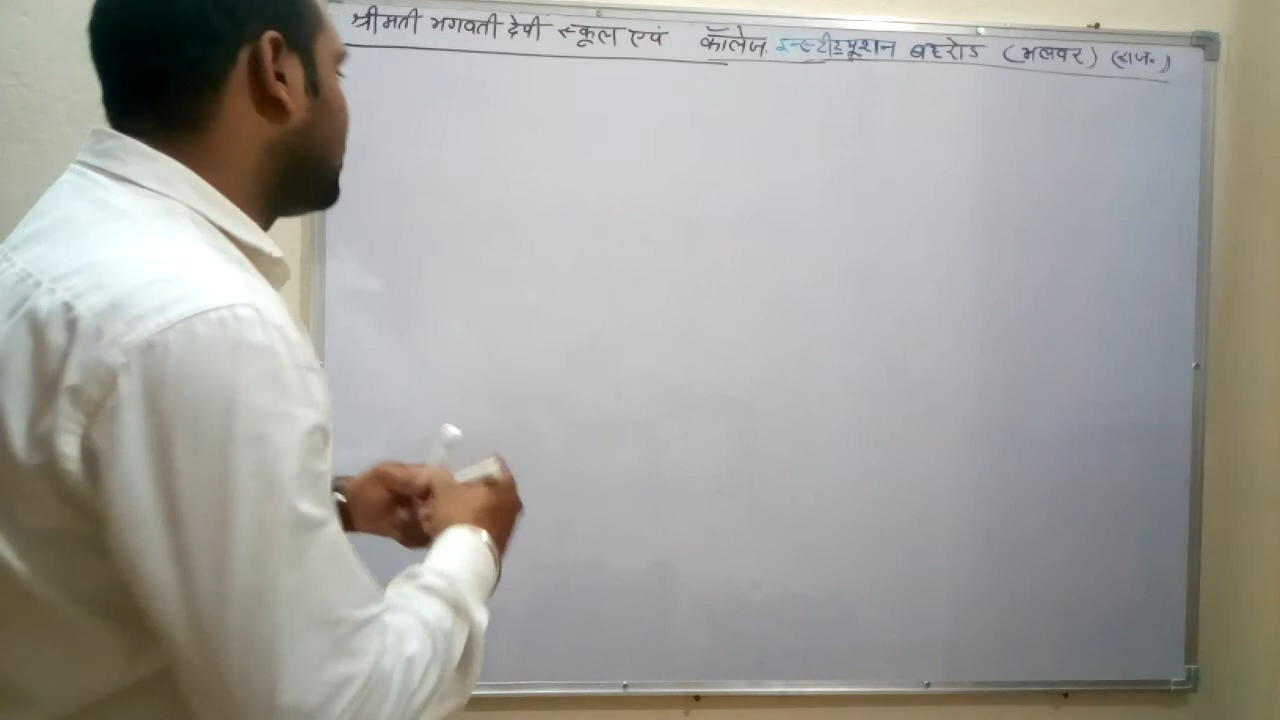 श्रीमती भगवती देवी स्कूल एवं कॉलेज इन्स्टीट्यूशन बहरोड (अलवर) (राज.)